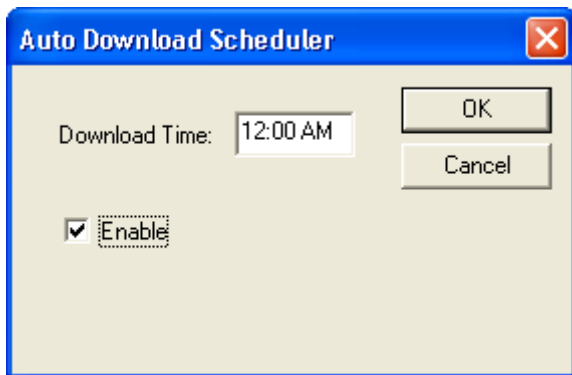 Auto Download Scheduler
Download Time: 12:00 AM
OK
Cancel
Enable